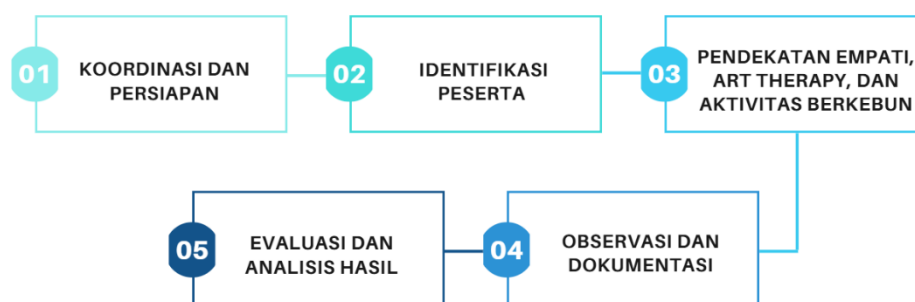 01
KOORDINASI DAN
PERSIAPAN
02
IDENTIFIKASI
PESERTA
03
PENDEKATAN EMPATI,
ART THERAPY, DAN
AKTIVITAS BERKEBUN
04
OBSERVASI DAN
DOKUMENTASI
05
EVALUASI DAN
ANALISIS HASIL